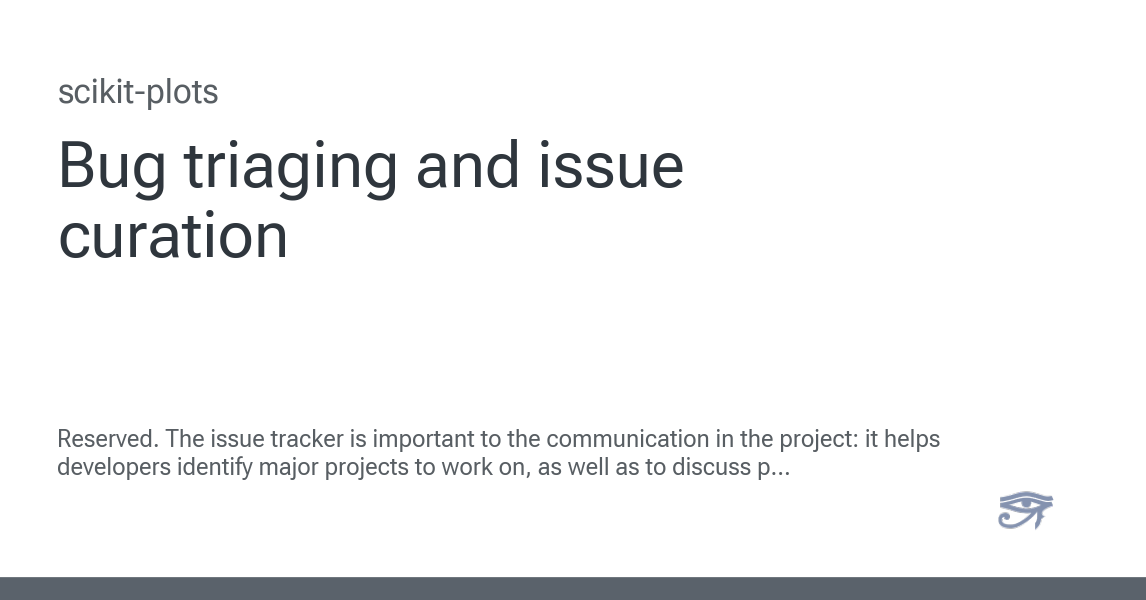 scikit-plots
Bug triaging and issue
curation
Reserved. The issue tracker is important to the communication in the project: it helps
developers identify major projects to work on, as well as to discuss p...